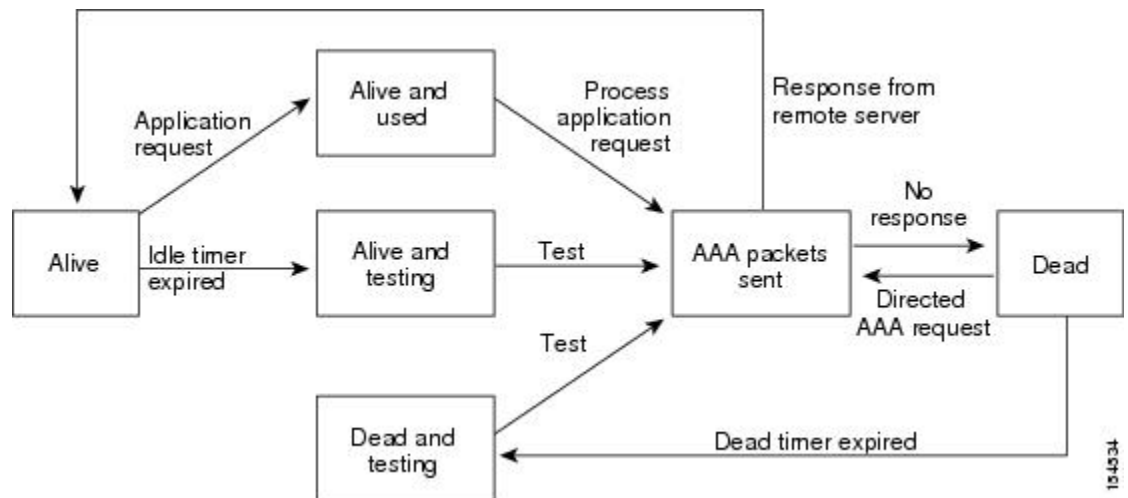 Alive and
used
Application
request
Process
application
request
Response from
remote server
Alive
Idle timer
expired
Alive and
testing
Test
AAA packets
sent
No
response
Directed
AAA request
Dead
Test
Dead and
testing
Dead timer expired
154534